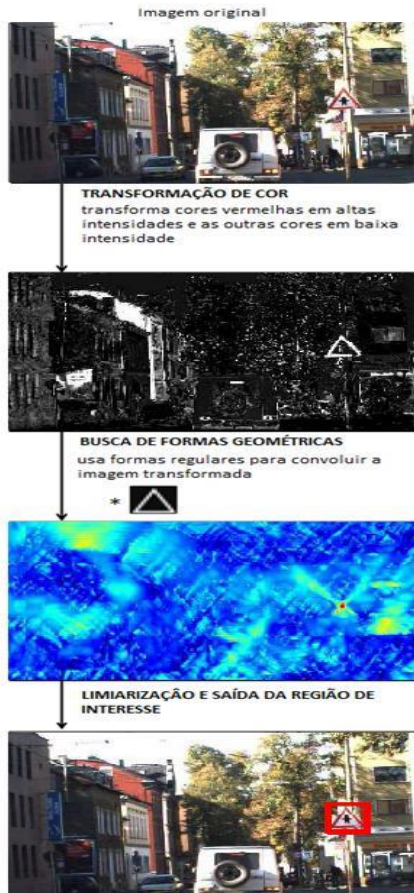 Imagem original
TRANSFORMAÇÃO DE COR
transforma cores vermelhas em altas
intensidades e as outras cores em baixa
intensidade
BUSCA DE FORMAS GEOMÉTRICAS
usa formas regulares para convoluir a
imagem transformada
*
LIMIARIZAÇÂO E SAÍDA DA REGIÃO DE
INTERESSE